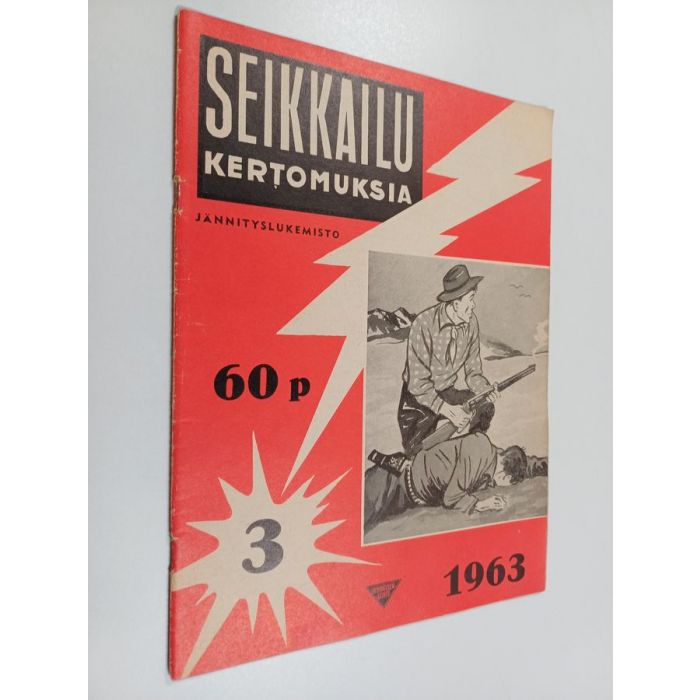 SEIKKAILU
KERTOMUKSIA
JÄNNITYSLUKEMISTO
60 p
3
1963